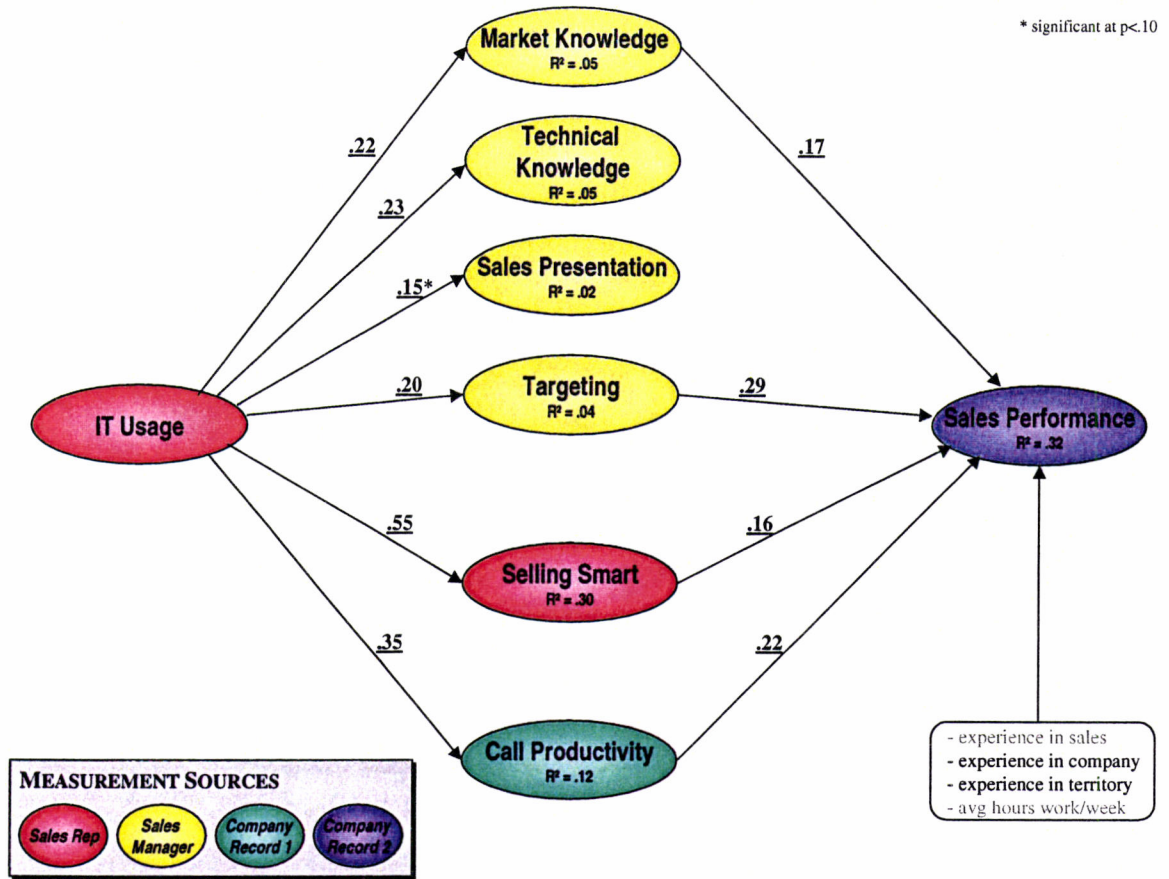 * significant at p<.10
Market Knowledge
R² = .05
.22
.17
Technical
Knowledge
R² = .05
.23
Sales Presentation
R² = .02
.15*
IT Usage
.20
Targeting
R² = .04
.29
Sales Performance
R² = .32
.55
Selling Smart
R² = .30
.16
.35
.22
Call Productivity
R² = .12
- experience in sales
- experience in company
- experience in territory
- avg hours work/week
MEASUREMENT SOURCES
Sales Rep
Sales
Manager
Company
Record 1
Company
Record 2